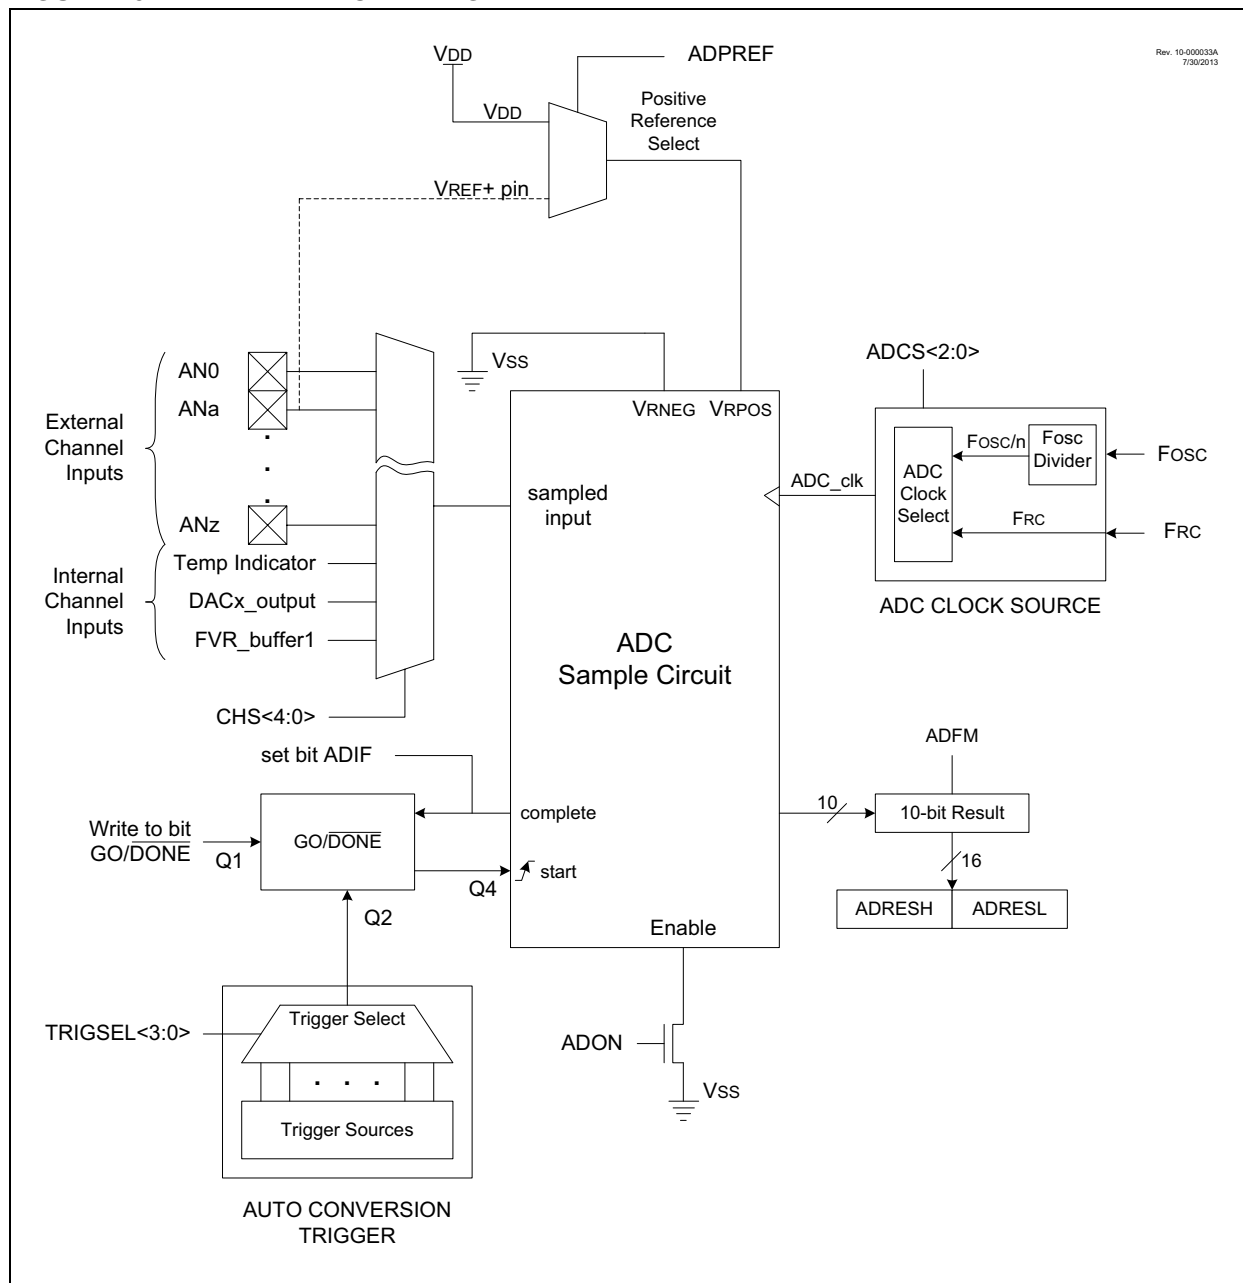 VDD
ADPREF
Rev. 10-000033A
7/30/2013
VDD
Positive
Reference
Select
VREF+ pin
VSS
ADCS<2:0>
AN0
ANa
External
Channel
Inputs
ANz
VRNEG
VRPOS
sampled
input
ADC_clk
ADC
Clock
Select
FOSC/n
Fosc
Divider
FOSC
FRC
FRC
ADC CLOCK SOURCE
Internal
Channel
Inputs
Temp Indicator
DACx_output
FVR_buffer1
ADC
Sample Circuit
CHS<4:0>
set bit ADIF
ADFM
Write to bit
GO/DONE
Q1
GO/DONE
complete
Q4
start
Q2
10
10-bit Result
16
ADRESH
ADRESL
Enable
TRIGSEL<3:0>
Trigger Select
. . .
Trigger Sources
ADON
VSS
AUTO CONVERSION
TRIGGER